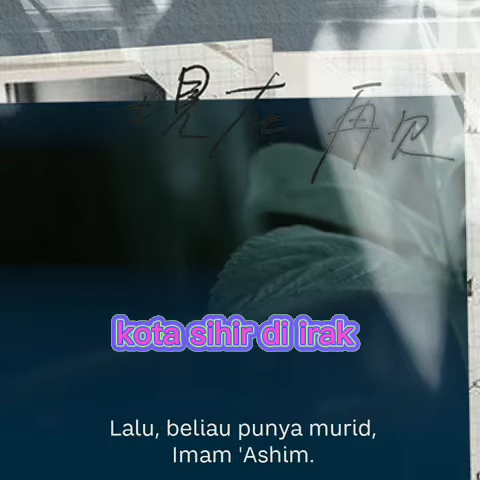 現在 再见
kota sihir di irak
Lalu, beliau punya murid,
Imam 'Ashim.